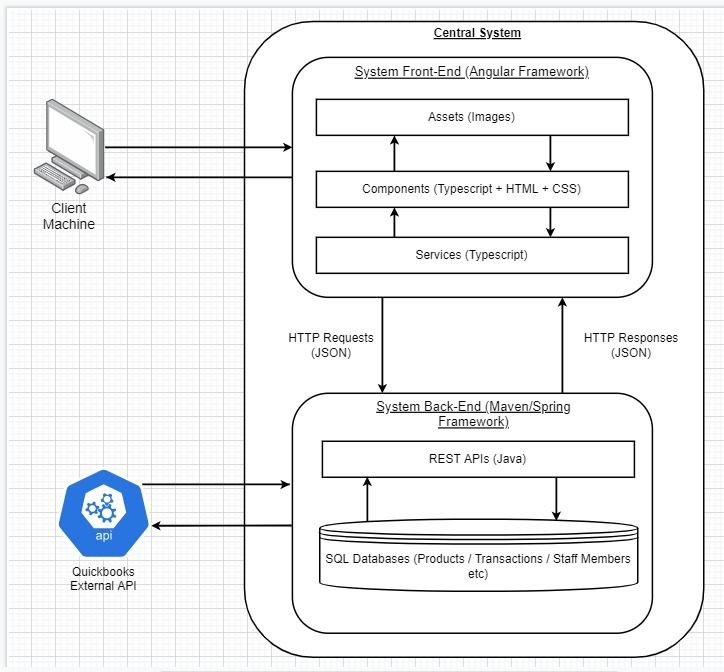 Central System
System Front-End (Angular Framework)
Assets (Images)
Components (Typescript + HTML + CSS)
Services (Typescript)
Client
Machine
HTTP Requests
(JSON)
HTTP Responses
(JSON)
System Back-End (Maven/Spring
Framework)
REST APIs (Java)
SQL Databases (Products / Transactions / Staff Members
etc)
api
Quickbooks
External API